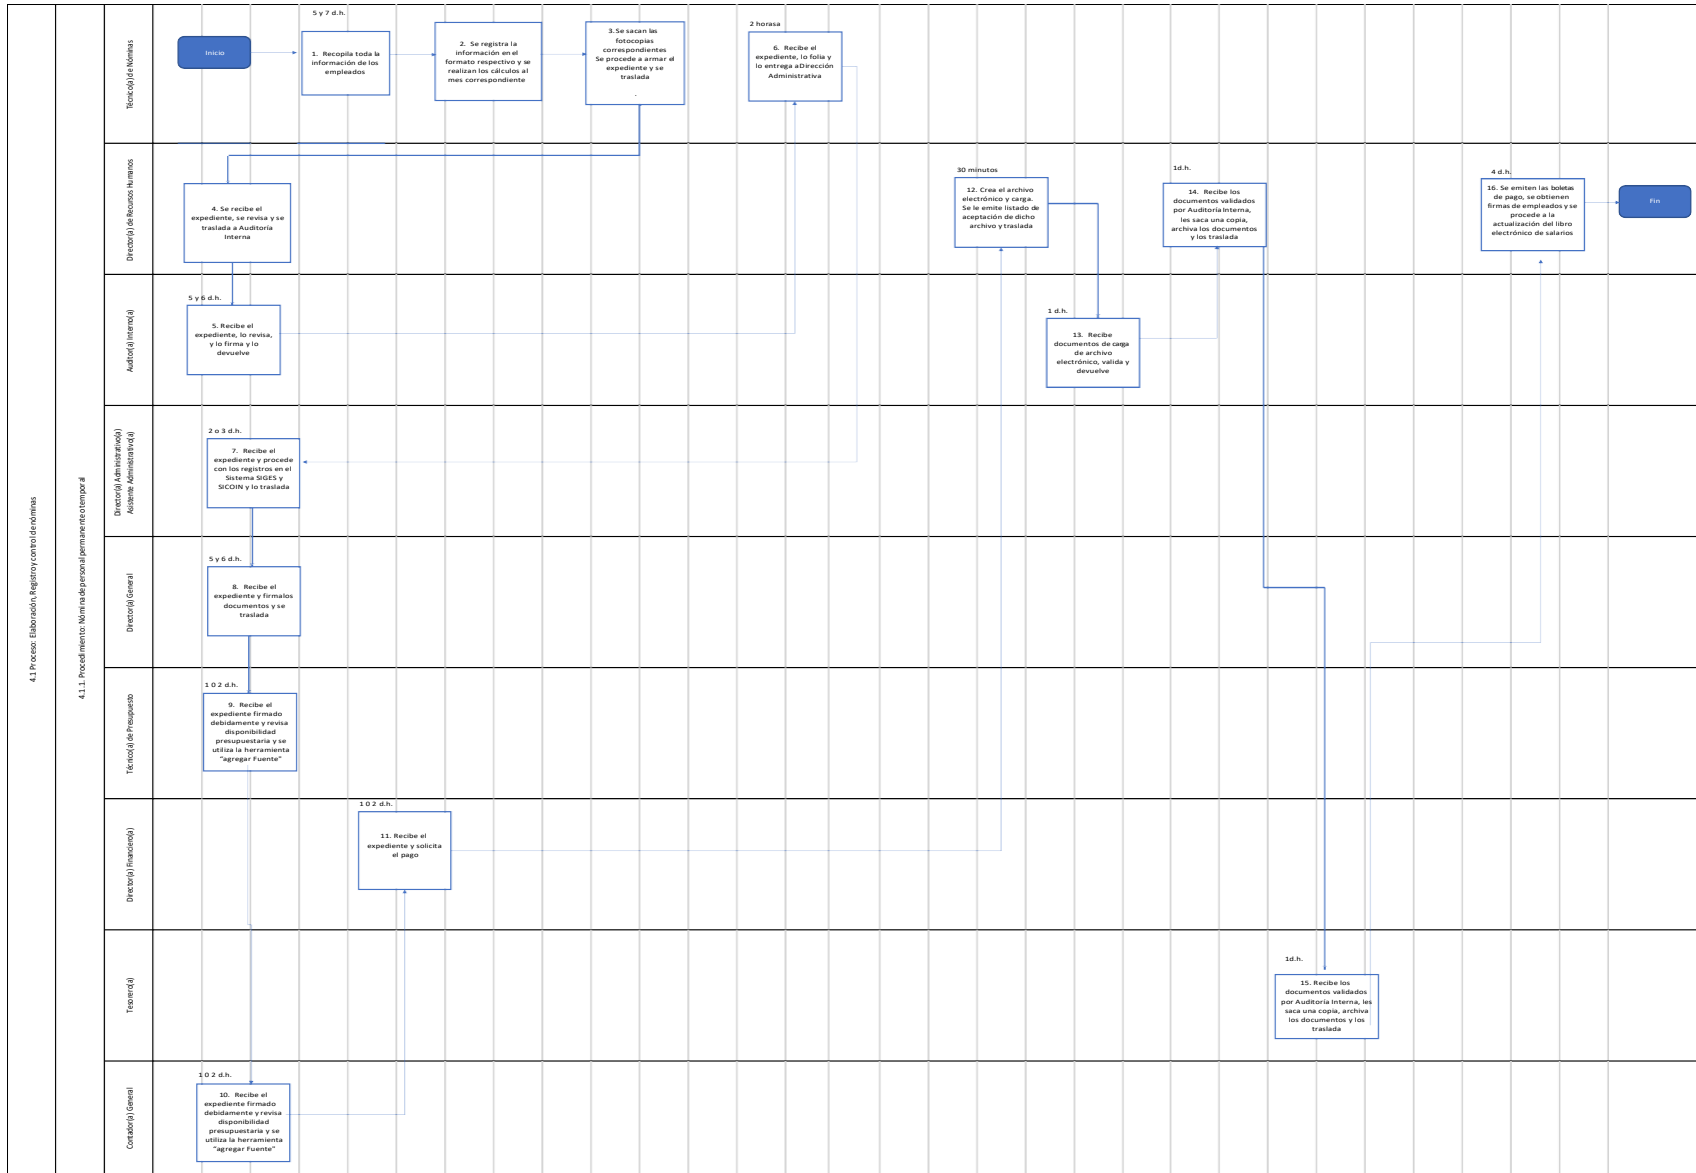 4.1 Proceso: Elaboración, Registro y control de nóminas
4.1.1. Procedimiento: Nómina de personal permanente o temporal
Técnico(a) de Nóminas
Inicio
5 y 7 d.h.
1. Recopila toda la
información de los
empleados
2. Se registra la
información en el
formato respectivo y se
realizan los cálculos al
mes correspondiente
3. Se sacan las
fotocopias
correspondientes
Se procede a armar el
expediente y se
traslada
.
2 horasa
6. Recibe el
expediente, lo folia y
lo entrega a Dirección
Administrativa
Director(a) de Recursos Humanos
4. Se recibe el
expediente, se revisa y se
traslada a Auditoría
Interna
30 minutos
12. Crea el archivo
electrónico y carga.
Se le emite listado de
aceptación de dicho
archivo y traslada
1d.h.
14. Recibe los
documentos validados
por Auditoría Interna,
les saca una copia,
archiva los documentos
y los traslada
4 d.h.
16. Se emiten las boletas
de pago, se obtienen
firmas de empleados y se
procede a la
actualización del libro
electrónico de salarios
Fin
Auditor(a) Interno(a)
5 y 6 d.h.
5. Recibe el
expediente, lo revisa,
y lo firma y lo
devuelve
1 d.h.
13. Recibe
documentos de carga
de archivo
electrónico, valida y
devuelve
Director(a) Administrativo(a)
Asistente Administrativo(a)
2 o 3 d.h.
7. Recibe el
expediente y procede
con los registros en el
Sistema SIGES y
SICOIN y lo traslada
Director(a) General
5 y 6 d.h.
8. Recibe el
expediente y firma los
documentos y se
traslada
Técnico(a) de Presupuesto
1 0 2 d.h.
9. Recibe el
expediente firmado
debidamente y revisa
disponibilidad
presupuestaria y se
utiliza la herramienta
"agregar Fuente"
Director(a) Financiero(a)
1 0 2 d.h.
11. Recibe el
expediente y solicita
el pago
Tesorero(a)
1d.h.
15. Recibe los
documentos validados
por Auditoría Interna, les
saca una copia, archiva
los documentos y los
traslada
Contador(a) General
1 0 2 d.h.
10. Recibe el
expediente firmado
debidamente y revisa
disponibilidad
presupuestaria y se
utiliza la herramienta
"agregar Fuente"